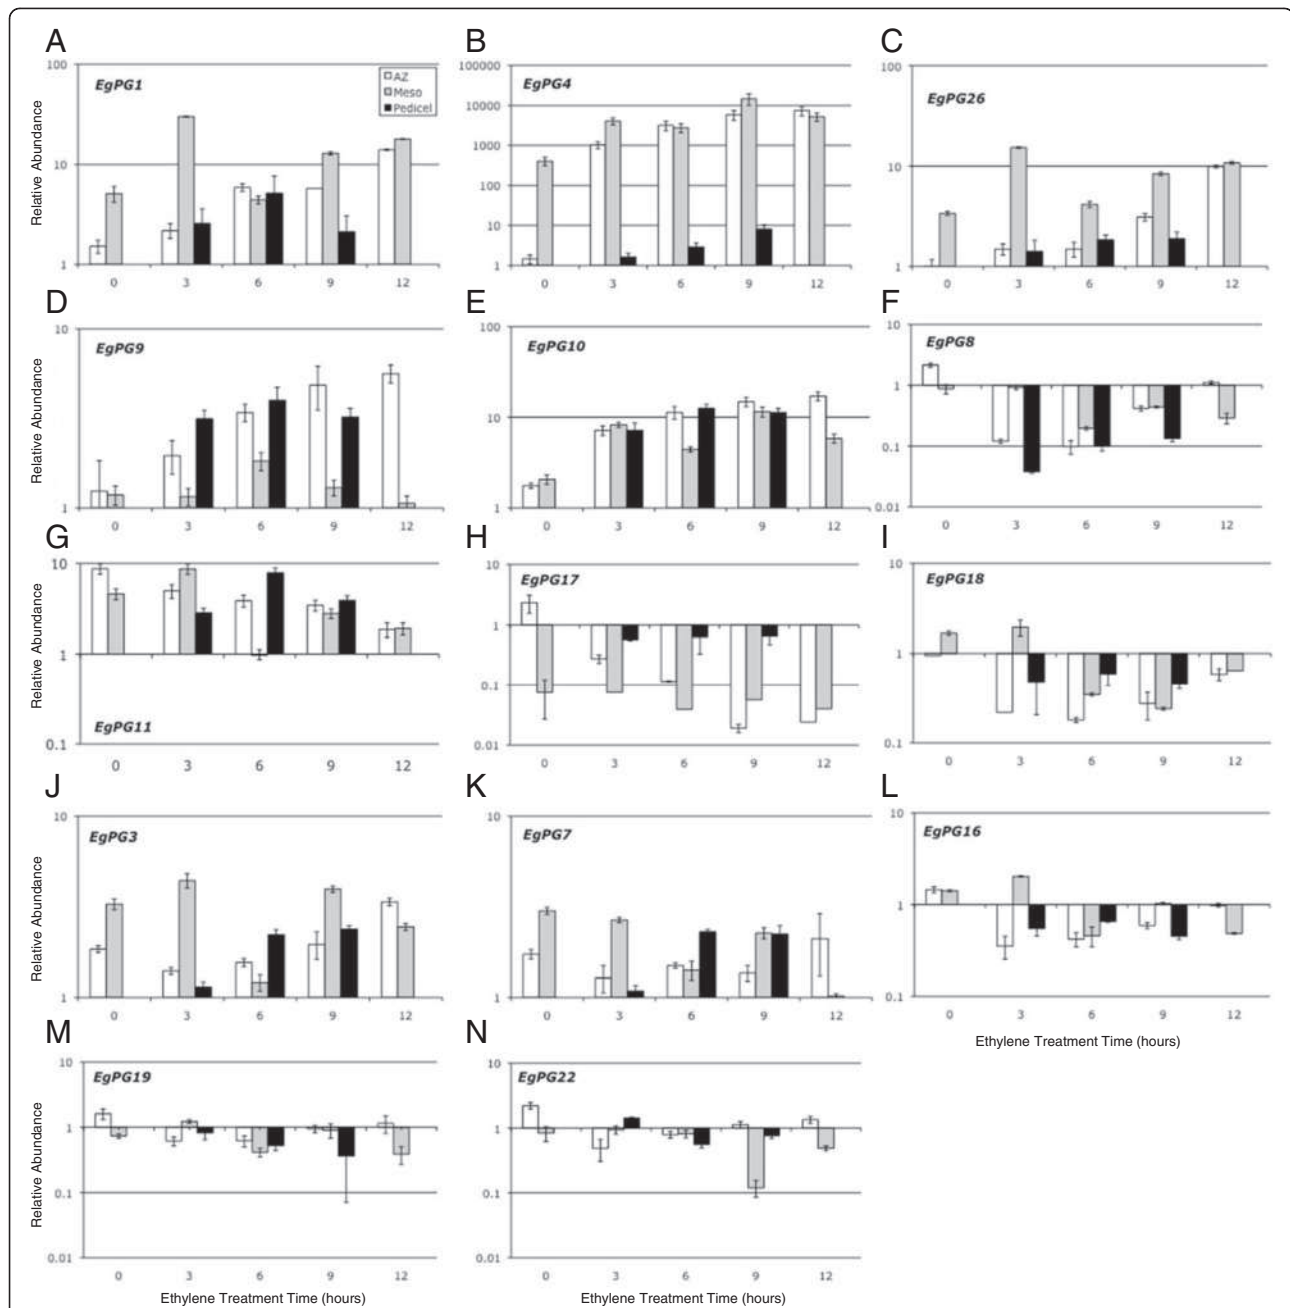 A
B
C
100
10
1
Relative Abundance
EgPG1
AZ
Meso
Pedicel
0 3 6 9 12
100000
10000
1000
100
10
1
EgPG4
0 3 6 9 12
100
10
1
EgPG26
0 3 6 9 12
D
E
F
10
1
Relative Abundance
EgPG9
0 3 6 9 12
100
10
1
EgPG10
0 3 6 9 12
10
1
0.1
0.01
EgPG8
0 3 6 9 12
G
H
I
10
1
0.1
Relative Abundance
EgPG11
0 3 6 9 12
10
1
0.1
0.01
EgPG17
0 3 6 9 12
10
1
0.1
EgPG18
0 3 6 9 12
J
K
L
10
1
Relative Abundance
EgPG3
0 3 6 9 12
10
1
EgPG7
0 3 6 9 12
10
1
0.1
EgPG16
0 3 6 9 12
Ethylene Treatment Time (hours)
M
N
10
1
0.1
0.01
Relative Abundance
EgPG19
0 3 6 9 12
Ethylene Treatment Time (hours)
10
1
0.1
0.01
EgPG22
0 3 6 9 12
Ethylene Treatment Time (hours)